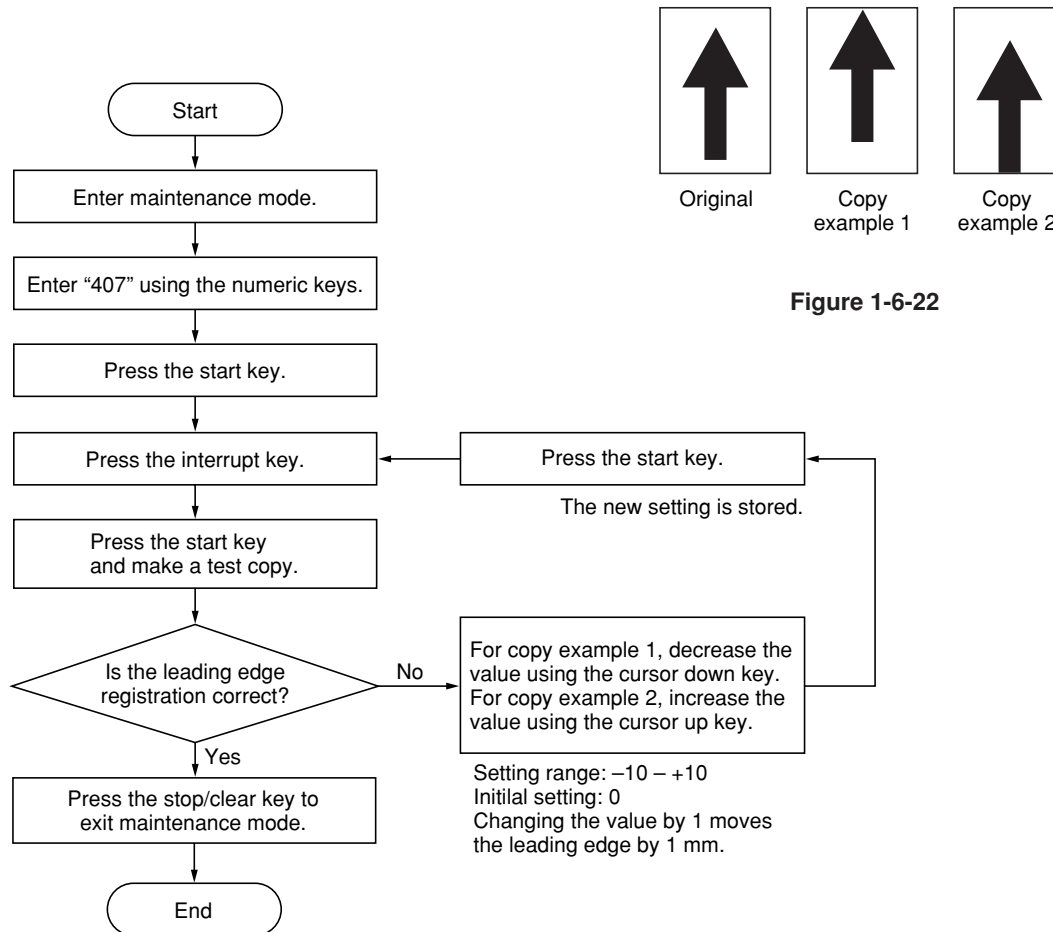 Start
Enter maintenance mode.
Enter “407” using the numeric keys.
Press the start key.
Press the interrupt key.
Press the start key
and make a test copy.
Is the leading edge
registration correct?
No
Yes
Press the stop/clear key to
exit maintenance mode.
End
For copy example 1, decrease the
value using the cursor down key.
For copy example 2, increase the
value using the cursor up key.
Setting range: –10 – +10
Initilal setting: 0
Changing the value by 1 moves
the leading edge by 1 mm.
Press the start key.
The new setting is stored.
Original
Copy
example 1
Copy
example 2
Figure 1-6-22